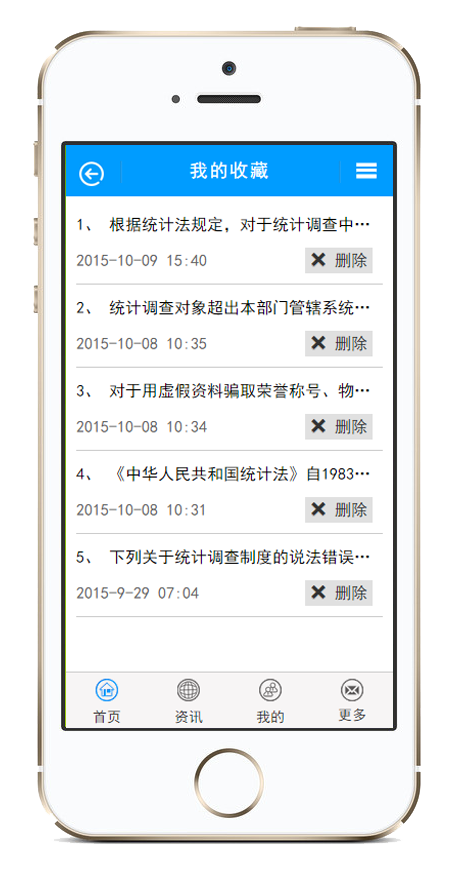 我的收藏
1、 根据统计法规定，对于统计调查中…
2015-10-09 15:40
✖ 删除
2、 统计调查对象超出本部门管辖系统…
2015-10-08 10:35
✖ 删除
3、 对于用虚假资料骗取荣誉称号、物…
2015-10-08 10:34
✖ 删除
4、 《中华人民共和国统计法》自1983…
2015-10-08 10:31
✖ 删除
5、 下列关于统计调查制度的说法错误…
2015-9-29 07:04
✖ 删除
首页 资讯 我的 更多